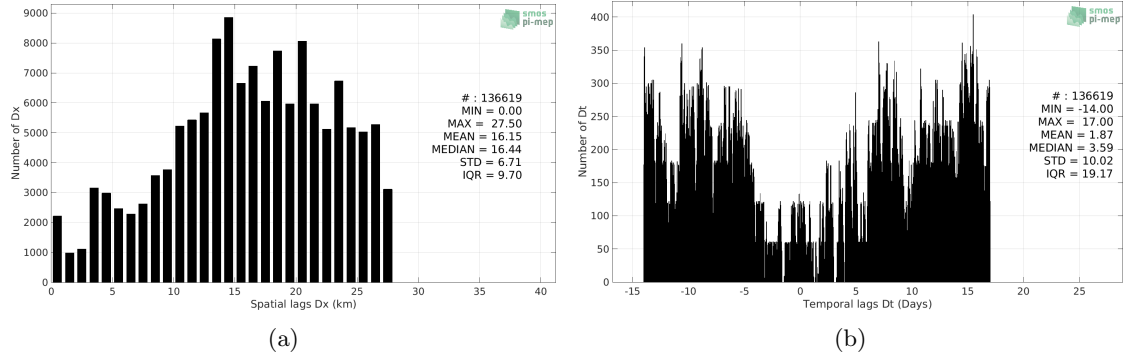 smos
pi-mep
9000
8000
7000
6000
5000
4000
3000
2000
1000
0
Number of Dx
# : 136619
MIN = 0.00
MAX = 27.50
MEAN = 16.15
MEDIAN = 16.44
STD = 6.71
IQR = 9.70
0 5 10 15 20 25 30 35 40
Spatial lags Dx (km)
(a)
smos
pi-mep
400
350
300
250
200
150
100
50
0
Number of Dt
# : 136619
MIN = -14.00
MAX = 17.00
MEAN = 1.87
MEDIAN = 3.59
STD = 10.02
IQR = 19.17
-15 -10 -5 0 5 10 15 20 25
Temporal lags Dt (Days)
(b)